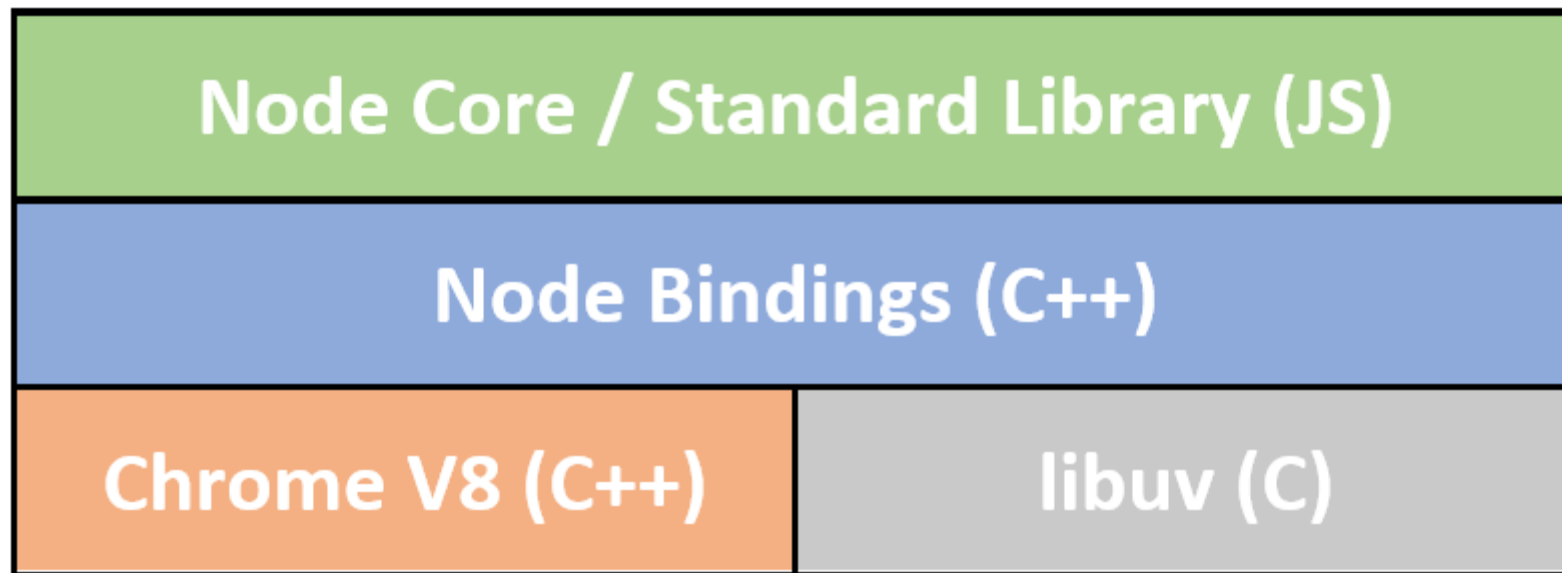 Node Core / Standard Library (JS)
Node Bindings (C++)
Chrome V8 (C++)
libuv (C)